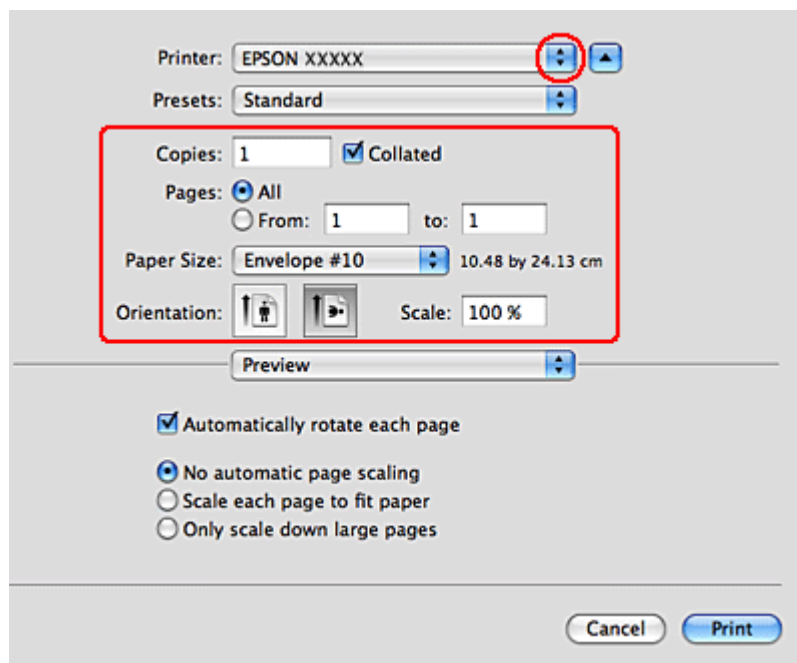 Printer: EPSON XXXXX
Presets: Standard
Copies: 1 Collated
Pages: All
From: 1 to: 1
Paper Size: Envelope #10 10.48 by 24.13 cm
Orientation: Scale: 100 %
Preview
Automatically rotate each page
No automatic page scaling
Scale each page to fit paper
Only scale down large pages
Cancel Print